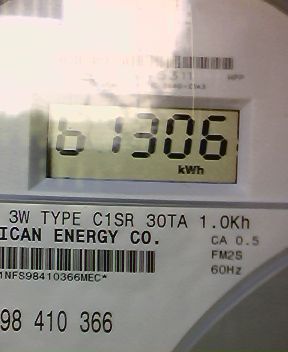 61306
kWh
3W TYPE C1SR 30TA 1.0Kh
ICAN ENERGY CO.
CA 0.5
FM2S
60Hz
1NFS98410366MEC*
98 410 366